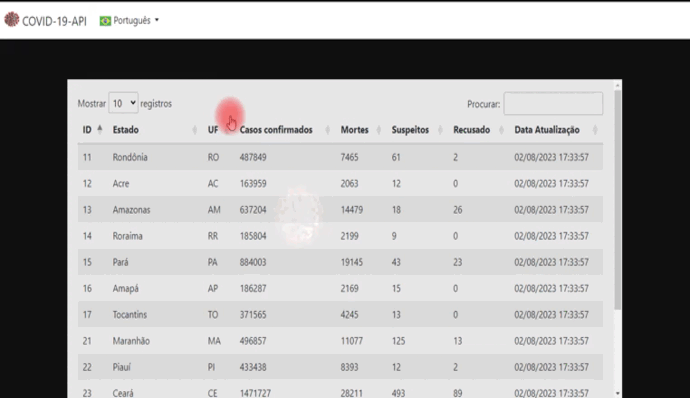 COVID-19-API Português
Mostrar 10 registros Procurar:
ID Estado UF Casos confirmados Mortes Suspeitos Recusado Data Atualização
11 Rondônia RO 487849 7465 61 2 02/08/2023 17:33:57
12 Acre AC 163959 2063 12 0 02/08/2023 17:33:57
13 Amazonas AM 637204 14479 18 26 02/08/2023 17:33:57
14 Roraima RR 185804 2199 9 0 02/08/2023 17:33:57
15 Pará PA 884003 19145 43 23 02/08/2023 17:33:57
16 Amapá AP 186287 2169 15 0 02/08/2023 17:33:57
17 Tocantins TO 371565 4245 13 0 02/08/2023 17:33:57
21 Maranhão MA 496857 11077 125 13 02/08/2023 17:33:57
22 Piauí PI 433438 8393 12 2 02/08/2023 17:33:57
23 Ceará CE 1471727 28211 493 89 02/08/2023 17:33:57